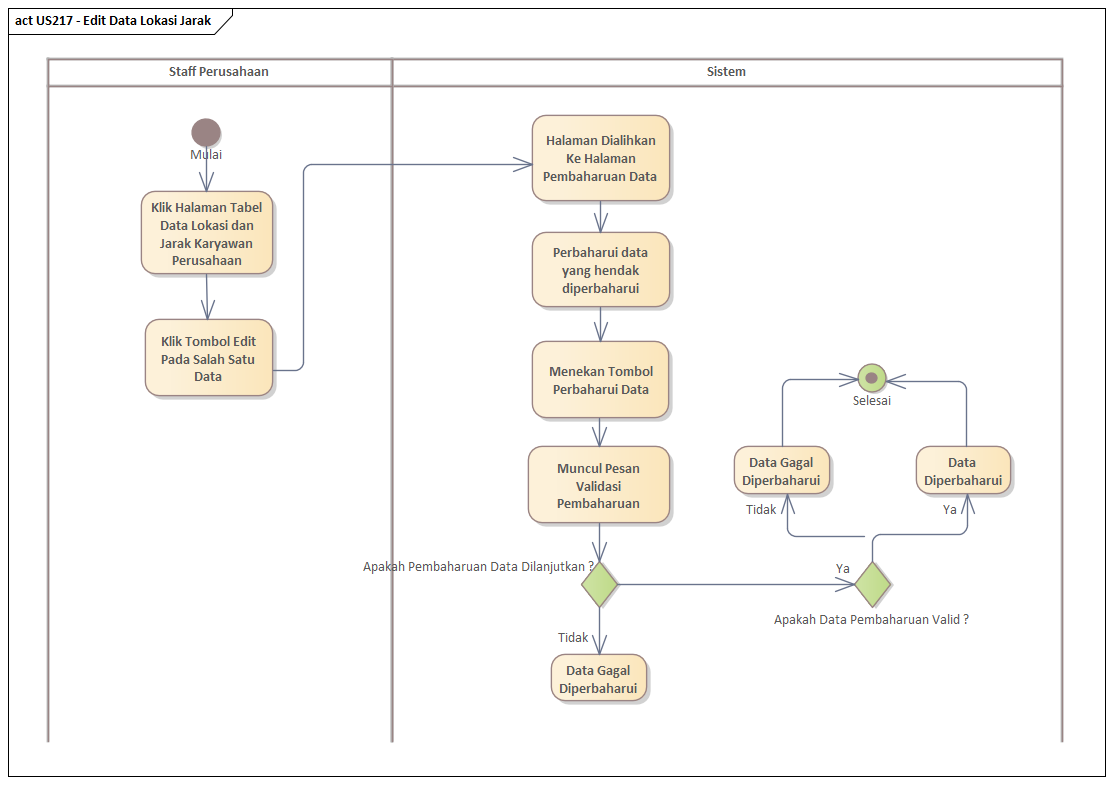 act US217 - Edit Data Lokasi Jarak
Staff Perusahaan
Sistem
Mulai
Klik Halaman Tabel
Data Lokasi dan
Jarak Karyawan
Perusahaan
Klik Tombol Edit
Pada Salah Satu
Data
Halaman Dialihkan
Ke Halaman
Pembaharuan Data
Perbaharui data
yang hendak
diperbaharui
Menekan Tombol
Perbaharui Data
Muncul Pesan
Validasi
Pembaharuan
Apakah Pembaharuan Data Dilanjutkan ?
Tidak
Data Gagal
Diperbaharui
Ya
Apakah Data Pembaharuan Valid ?
Tidak
Ya
Data Gagal
Diperbaharui
Data
Diperbaharui
Selesai